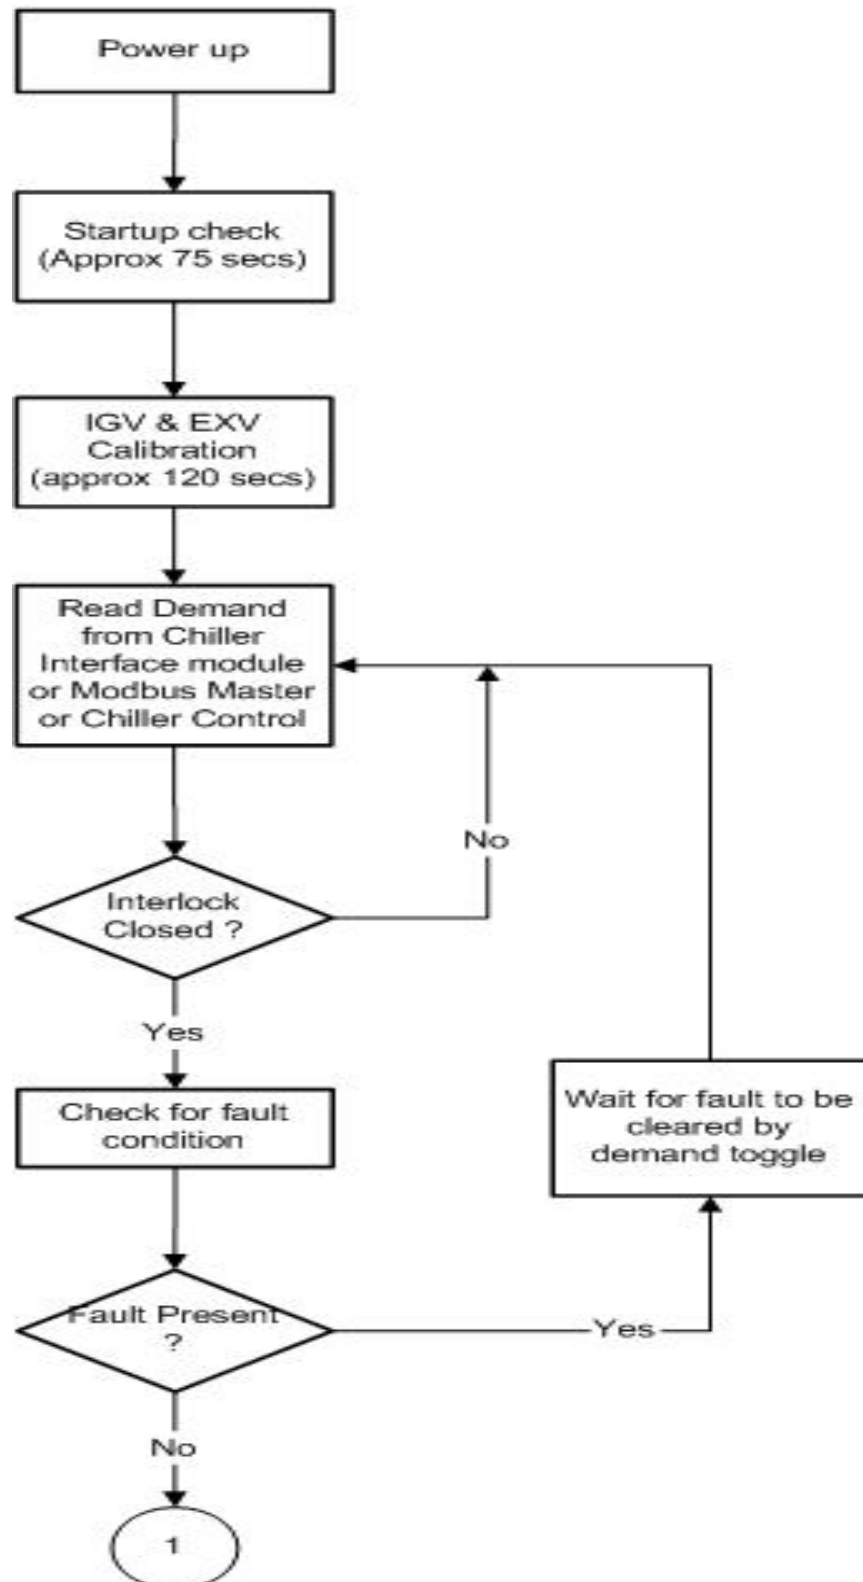 Power up
Startup check
(Approx 75 secs)
IGV & EXV
Calibration
(approx 120 secs)
Read Demand
from Chiller
Interface module
or Modbus Master
or Chiller Control
No
Interlock
Closed ?
Yes
Check for fault
condition
Wait for fault to be
cleared by
demand toggle
Fault Present
?
Yes
No
1